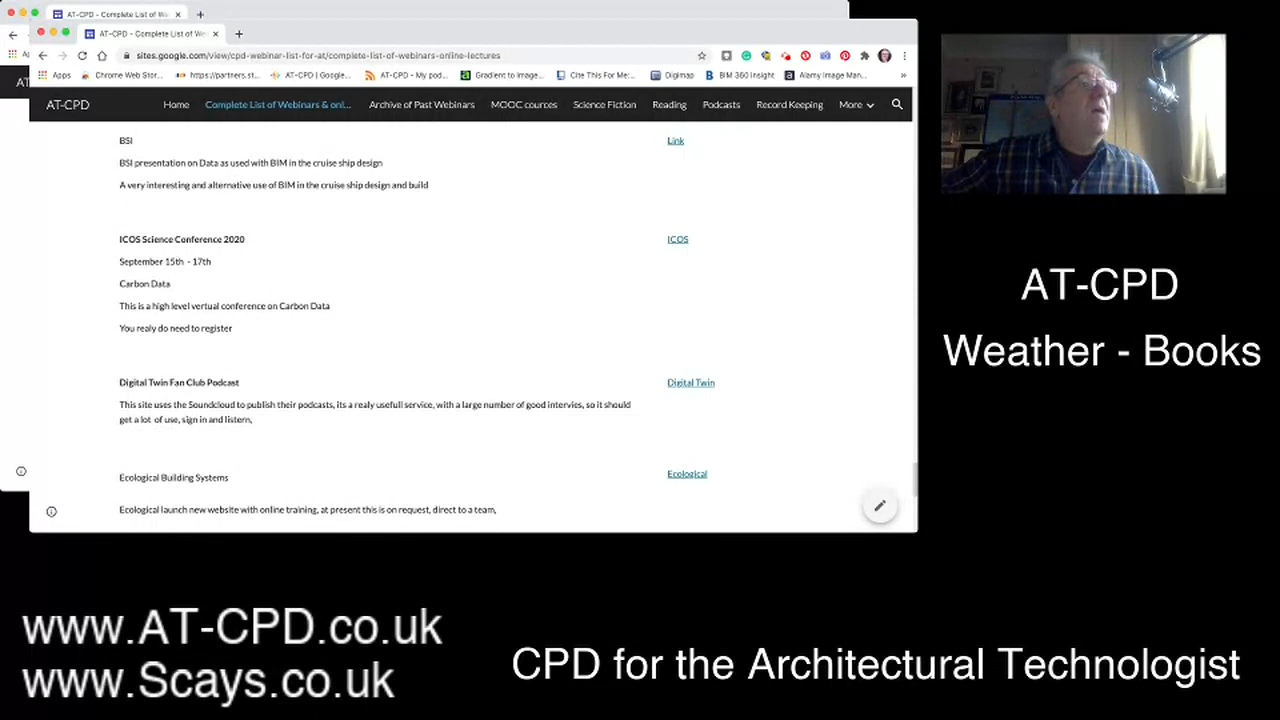 AT-CPD - Complete List of We
AT-CPD - Complete List of We
sites.google.com/view/cpd-webinar-list-for-at/complete-list-of-webinars-online-lectures
Apps
Chrome Web Stor...
https://partners.st...
AT-CPD | Google...
AT-CPD - My pod...
Gradient to Image...
Cite This For Me:...
Digimap
BIM 360 insight
Alamy Image Man...
»
AT-CPD
Home
Complete List of Webinars & onl...
Archive of Past Webinars
MOOC cources
Science Fiction
Reading
Podcasts
Record Keeping
More
BSI
Link
BSI presentation on Data as used with BIM in the cruise ship design
A very interesting and alternative use of BIM in the cruise ship design and build
ICOS Science Conference 2020
ICOS
September 15th - 17th
Carbon Data
This is a high level vertual conference on Carbon Data
You realy do need to register
Digital Twin Fan Club Podcast
Digital Twin
This site uses the Soundcloud to publish their podcasts, its a realy usefull service, with a large number of good intervies, so it should
get a lot of use, sign in and listern,
Ecological Building Systems
Ecological
Ecological launch new website with online training, at present this is on request, direct to a team,
AT-CPD
Weather - Books
www.AT-CPD.co.uk
www.Scays.co.uk
CPD for the Architectural Technologist